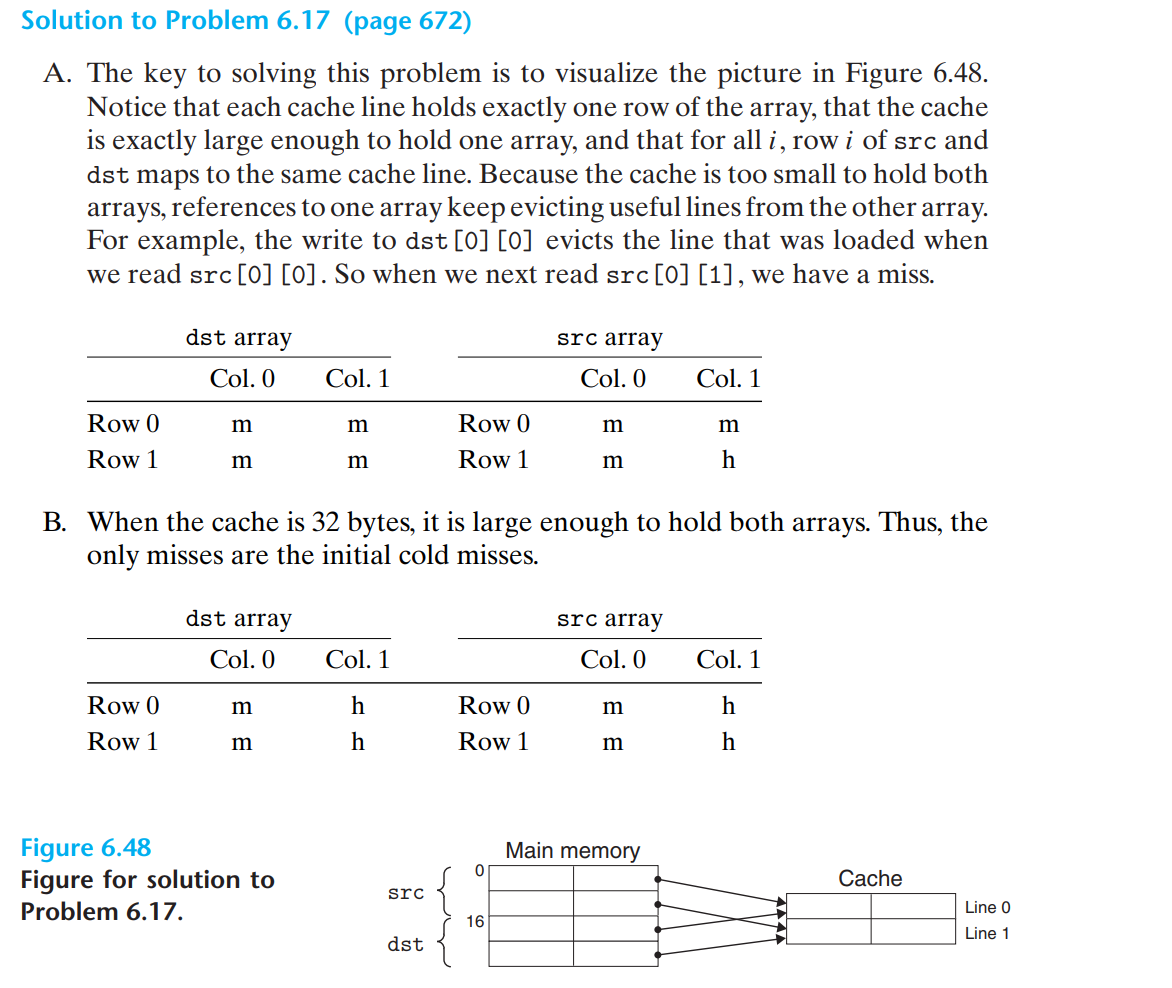 Solution to Problem 6.17 (page 672)
A. The key to solving this problem is to visualize the picture in Figure 6.48.
Notice that each cache line holds exactly one row of the array, that the cache
is exactly large enough to hold one array, and that for all i, row i of src and
dst maps to the same cache line. Because the cache is too small to hold both
arrays, references to one array keep evicting useful lines from the other array.
For example, the write to dst[0][0] evicts the line that was loaded when
we read src[0][0]. So when we next read src[0][1], we have a miss.
dst array src array
Col. 0 Col. 1 Col. 0 Col. 1
Row 0 m m Row 0 m m
Row 1 m m Row 1 m h
B. When the cache is 32 bytes, it is large enough to hold both arrays. Thus, the
only misses are the initial cold misses.
dst array src array
Col. 0 Col. 1 Col. 0 Col. 1
Row 0 m h Row 0 m h
Row 1 m h Row 1 m h
Figure 6.48
Figure for solution to
Problem 6.17.
Main memory
0
src
16
dst
Cache
Line 0
Line 1